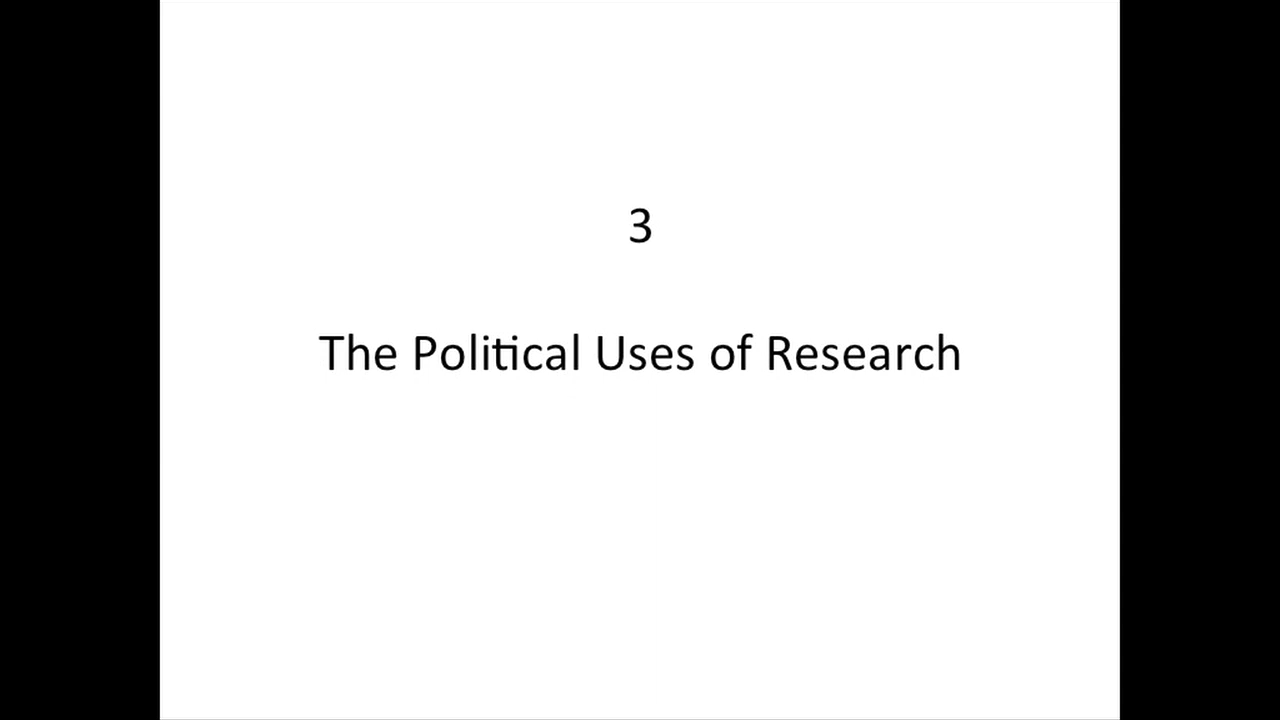 3
The Political Uses of Research